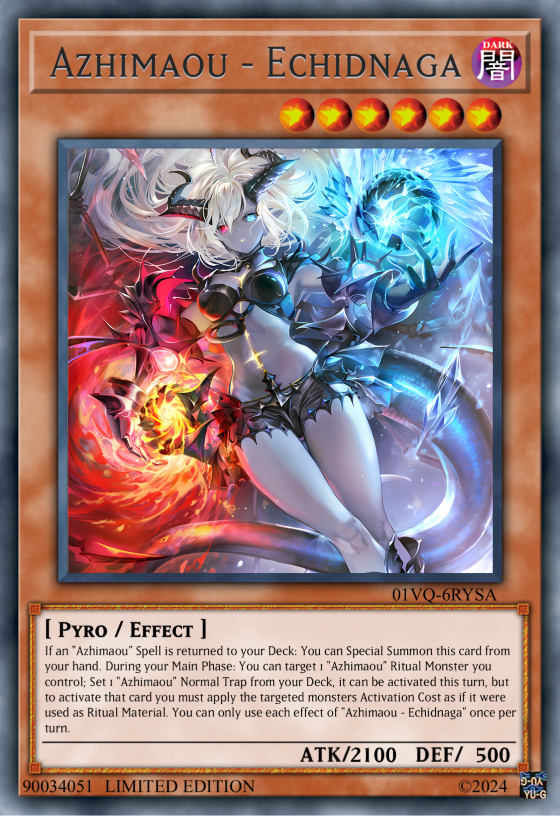 AZHIMAOU - ECHIDNAGA
DARK
闇
01VQ-6RYSA
[ PYRO / EFFECT ]
If an "Azhimaou" Spell is returned to your Deck: You can Special Summon this card from
your hand. During your Main Phase: You can target 1 "Azhimaou" Ritual Monster you
control; Set 1 "Azhimaou" Normal Trap from your Deck, it can be activated this turn, but
to activate that card you must apply the targeted monsters Activation Cost as if it were
used as Ritual Material. You can only use each effect of "Azhimaou - Echidnaga" once per
turn.
ATK/2100 DEF/ 500
90034051 LIMITED EDITION ©2024
YU-G
YU-G